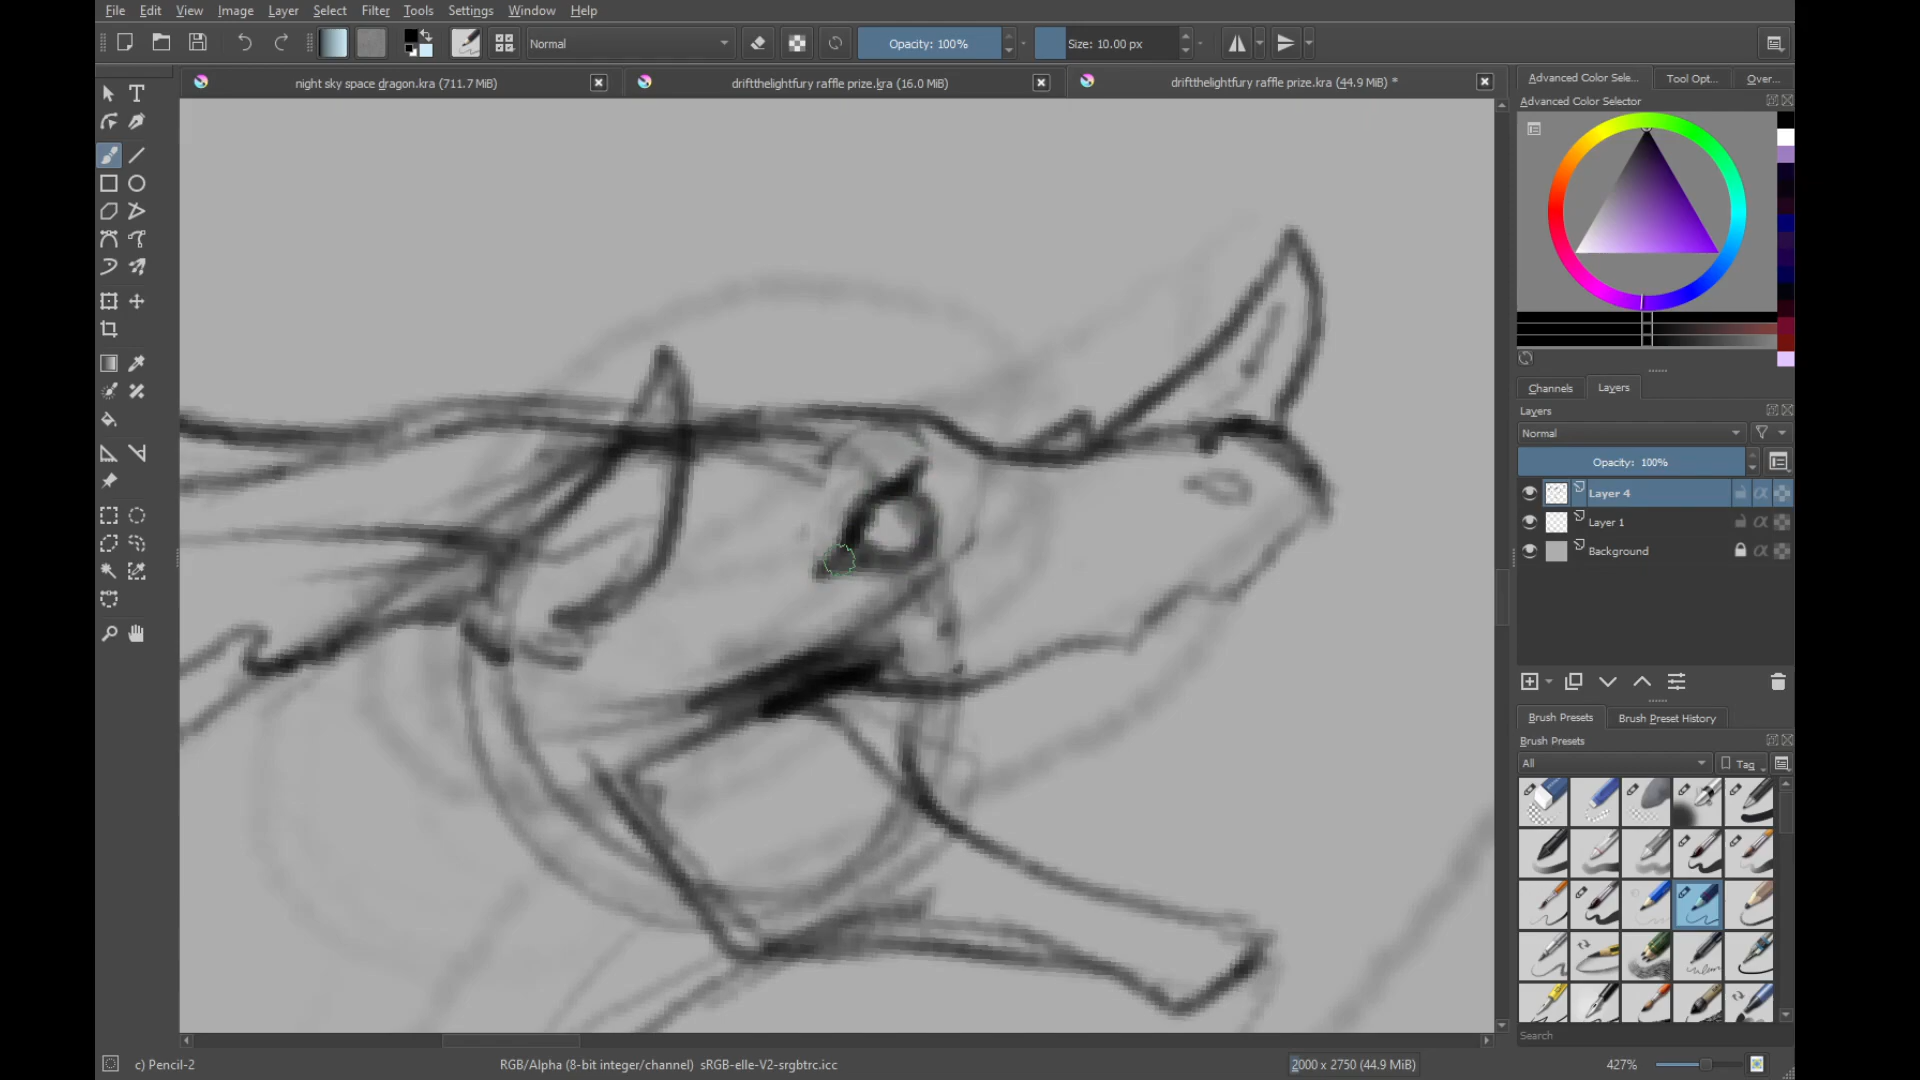 File Edit View Image Layer Select Filter Tools Settings Window Help
Normal
Opacity: 100%
Size: 10.00 px
night sky space dragon.kra (711.7 MiB)
driftthelightfury raffle prize.kra (16.0 MiB)
driftthelightfury raffle prize.kra (44.9 MiB) *
Advanced Color Sele... Tool Opt... Over...
Advanced Color Selector
Channels Layers
Layers
Normal
Opacity: 100%
Layer 4
Layer 1
Background
Brush Presets Brush Preset History
Brush Presets
All Tag
Search
c) Pencil-2
RGB/Alpha (8-bit integer/channel) sRGB-elle-V2-srgbtrc.icc
2000 x 2750 (44.9 MiB)
427%